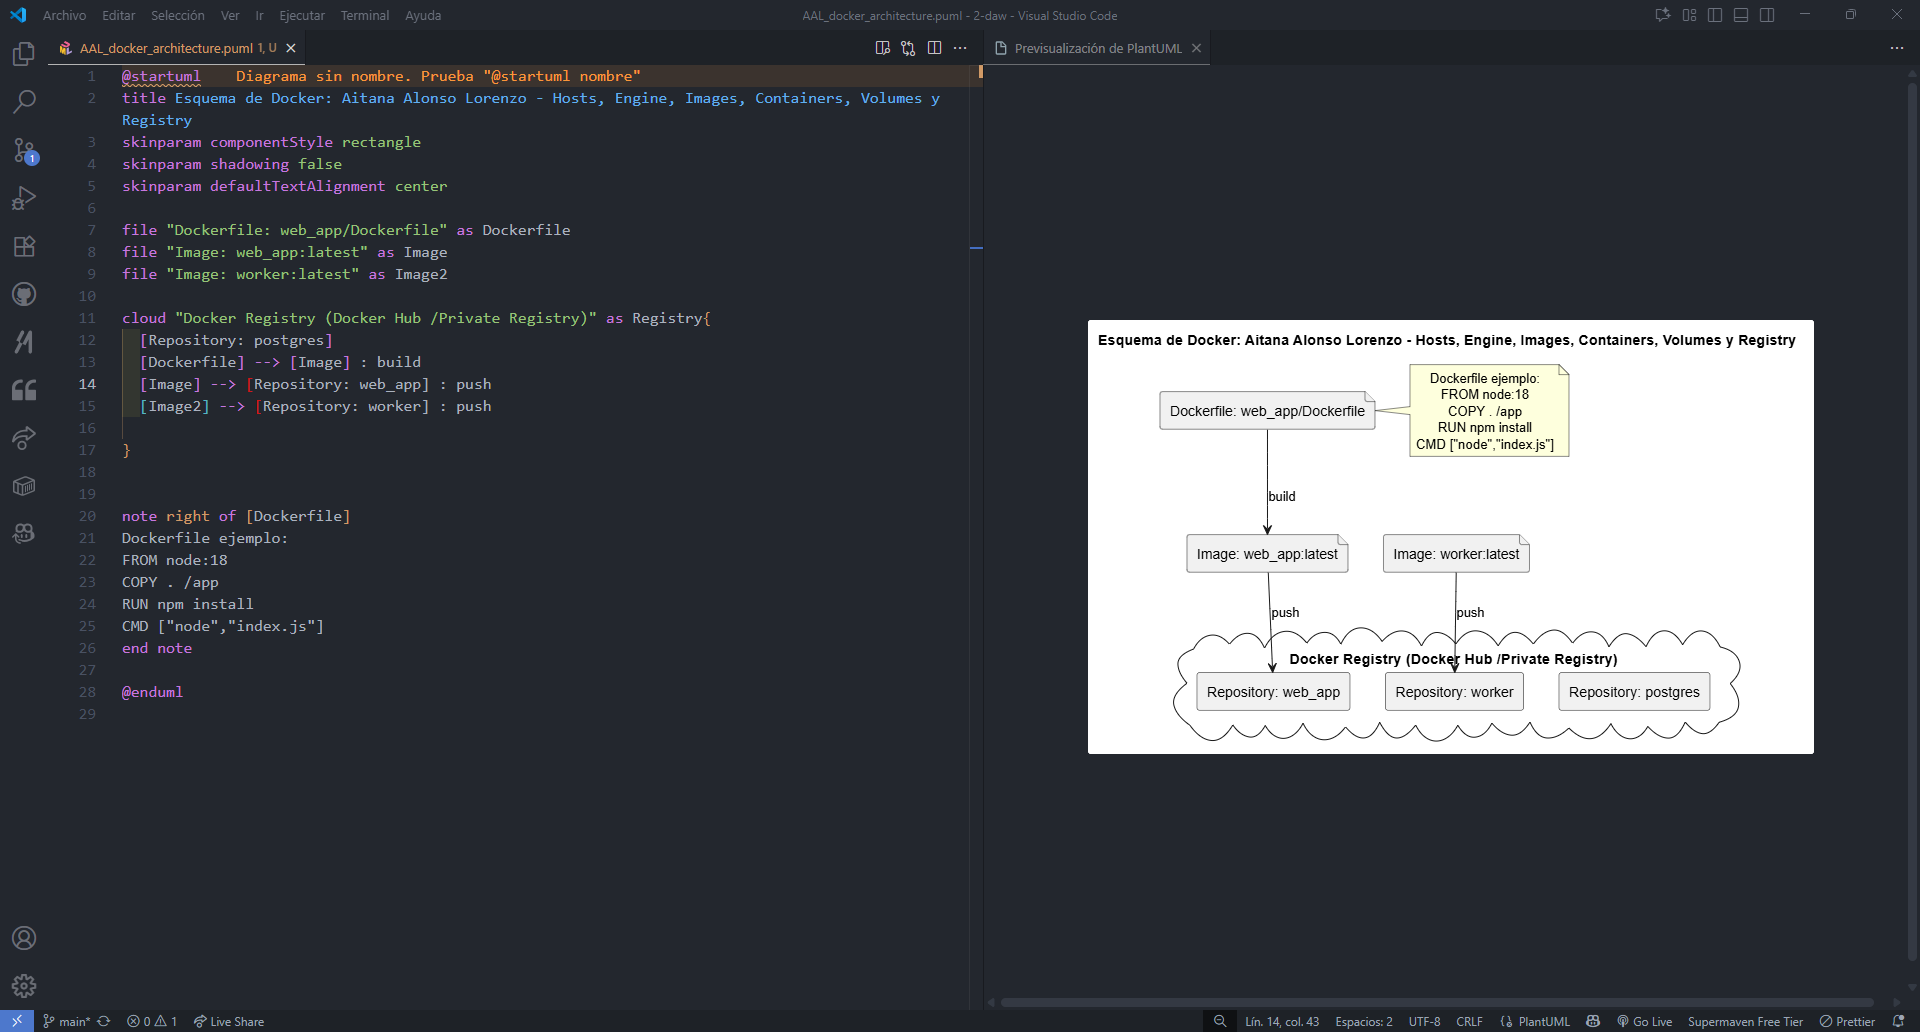 Archivo Editar Selección Ver Ir Ejecutar Terminal Ayuda
AAL_docker_architecture.puml - 2-daw - Visual Studio Code
AAL_docker_architecture.puml 1, U
Previsualización de PlantUML
1 @startuml Diagrama sin nombre. Prueba "@startuml nombre"
2 title Esquema de Docker: Aitana Alonso Lorenzo - Hosts, Engine, Images, Containers, Volumes y
Registry
3 skinparam componentStyle rectangle
4 skinparam shadowing false
5 skinparam defaultTextAlignment center
6
7 file "Dockerfile: web_app/Dockerfile" as Dockerfile
8 file "Image: web_app:latest" as Image
9 file "Image: worker:latest" as Image2
10
11 cloud "Docker Registry (Docker Hub /Private Registry)" as Registry{
12 [Repository: postgres]
13 [Dockerfile] --> [Image] : build
14 [Image] --> [Repository: web_app] : push
15 [Image2] --> [Repository: worker] : push
16
17 }
18
19
20 note right of [Dockerfile]
21 Dockerfile ejemplo:
22 FROM node:18
23 COPY . /app
24 RUN npm install
25 CMD ["node","index.js"]
26 end note
27
28 @enduml
29
Esquema de Docker: Aitana Alonso Lorenzo - Hosts, Engine, Images, Containers, Volumes y Registry
Dockerfile: web_app/Dockerfile
Dockerfile ejemplo:
FROM node:18
COPY . /app
RUN npm install
CMD ["node","index.js"]
build
Image: web_app:latest
Image: worker:latest
push
push
Docker Registry (Docker Hub /Private Registry)
Repository: web_app
Repository: worker
Repository: postgres
1
main* 0 1 Live Share
Lín. 14, col. 43 Espacios: 2 UTF-8 CRLF PlantUML Go Live Supermaven Free Tier Prettier